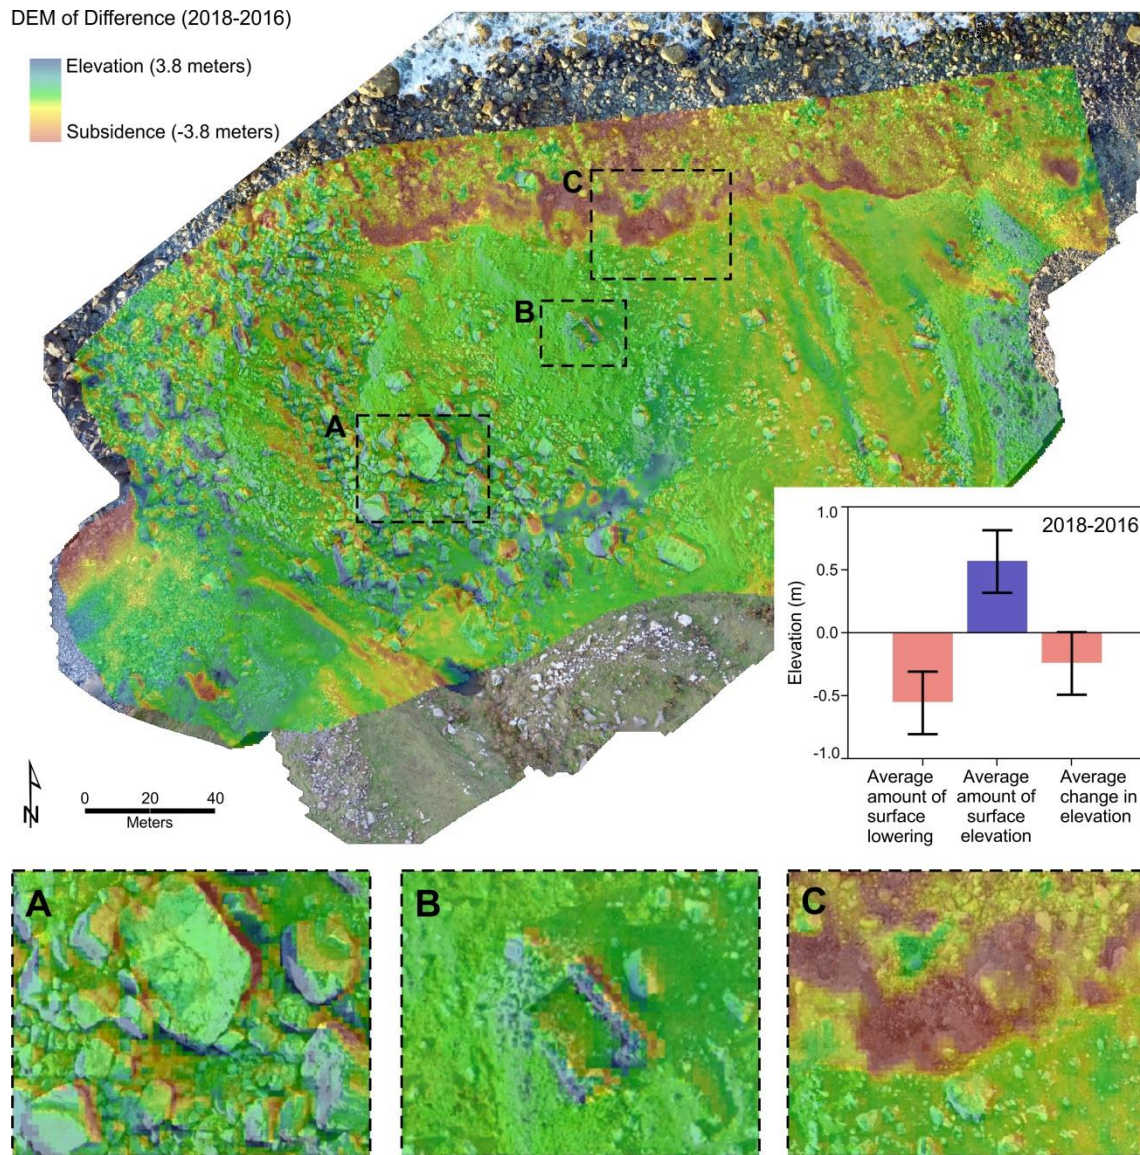 DEM of Difference (2018-2016)
Elevation (3.8 meters)
Subsidence (-3.8 meters)
C
B
A
N
0 20 40
Meters
2018-2016
Elevation (m)
1.0
0.5
0.0
-0.5
-1.0
Average
amount of
surface
lowering
Average
amount of
surface
elevation
Average
change in
elevation
A
B
C